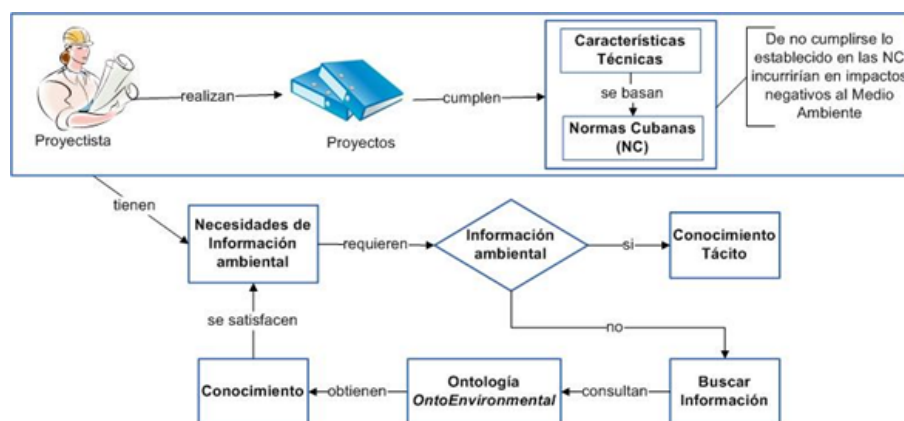 Proyectista
realizan
Proyectos
cumplen
Características
Técnicas
se basan
Normas Cubanas
(NC)
De no cumplirse lo
establecido en las NC
incurrirían en impactos
negativos al Medio
Ambiente
tienen
Necesidades de
Información
ambiental
requieren
Información
ambiental
si
Conocimiento
Tácito
no
Buscar
Información
consultan
Ontología
OntoEnvironmental
obtienen
Conocimiento
se satisfacen